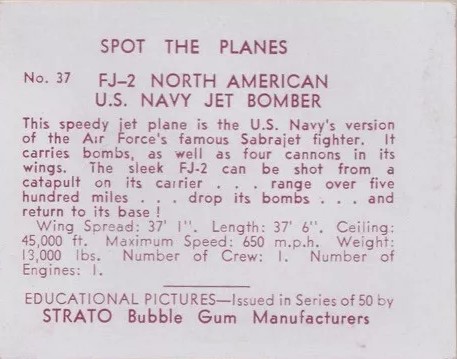 SPOT THE PLANES
No. 37 FJ-2 NORTH AMERICAN
U.S. NAVY JET BOMBER
This speedy jet plane is the U.S. Navy's version
of the Air Force's famous Sabrajet fighter. It
carries bombs, as well as four cannons in its
wings. The sleek FJ-2 can be shot from a
catapult on its carrier . . . range over five
hundred miles . . . drop its bombs . . . and
return to its base !
Wing Spread: 37' 1". Length: 37' 6". Ceiling:
45,000 ft. Maximum Speed: 650 m.p.h. Weight:
13,000 lbs. Number of Crew: 1. Number of
Engines: 1.
EDUCATIONAL PICTURES—Issued in Series of 50 by
STRATO Bubble Gum Manufacturers